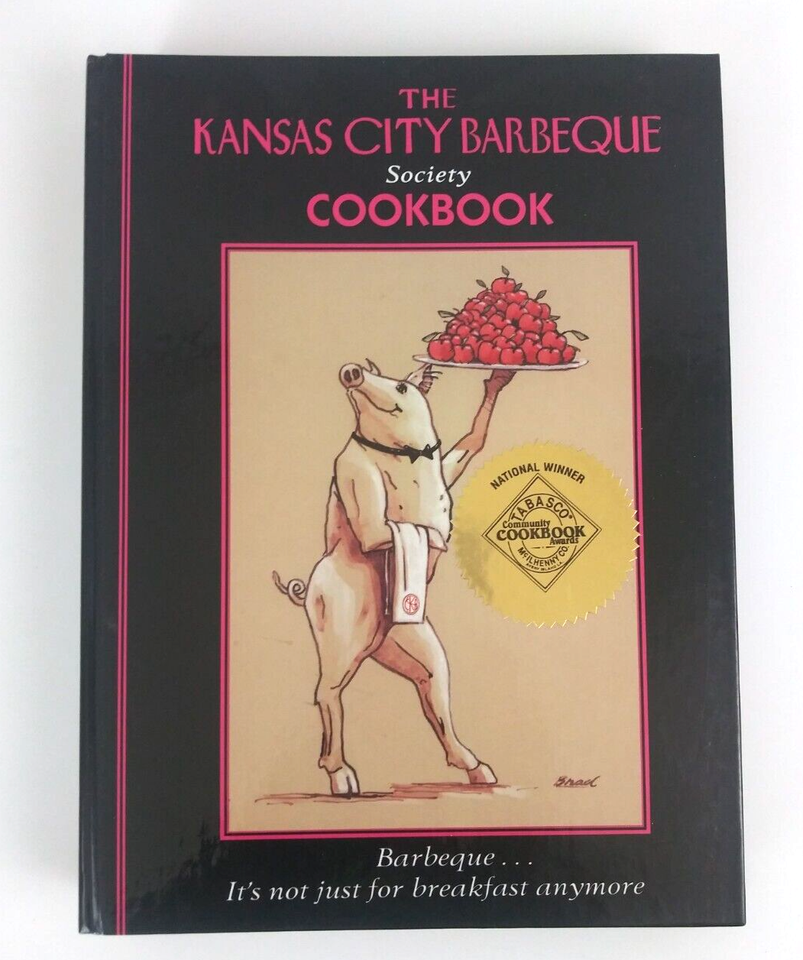 THE
KANSAS CITY BARBEQUE
Society
COOKBOOK
NATIONAL WINNER
TABASCO®
Community
COOKBOOK
Awards
McILHENNY CO.
Brad
Barbeque . . .
It's not just for breakfast anymore